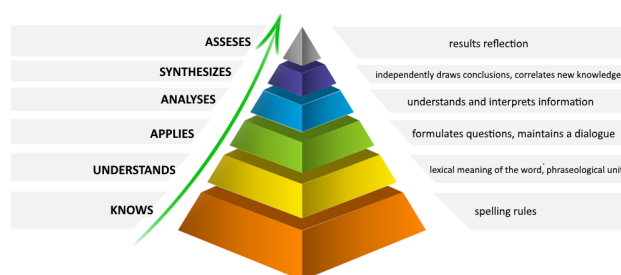 ASSESES
results reflection
SYNTHESIZES
independently draws conclusions, correlates new knowledge
ANALYSES
understands and interprets information
APPLIES
formulates questions, maintains a dialogue
UNDERSTANDS
lexical meaning of the word, phraseological unit
KNOWS
spelling rules